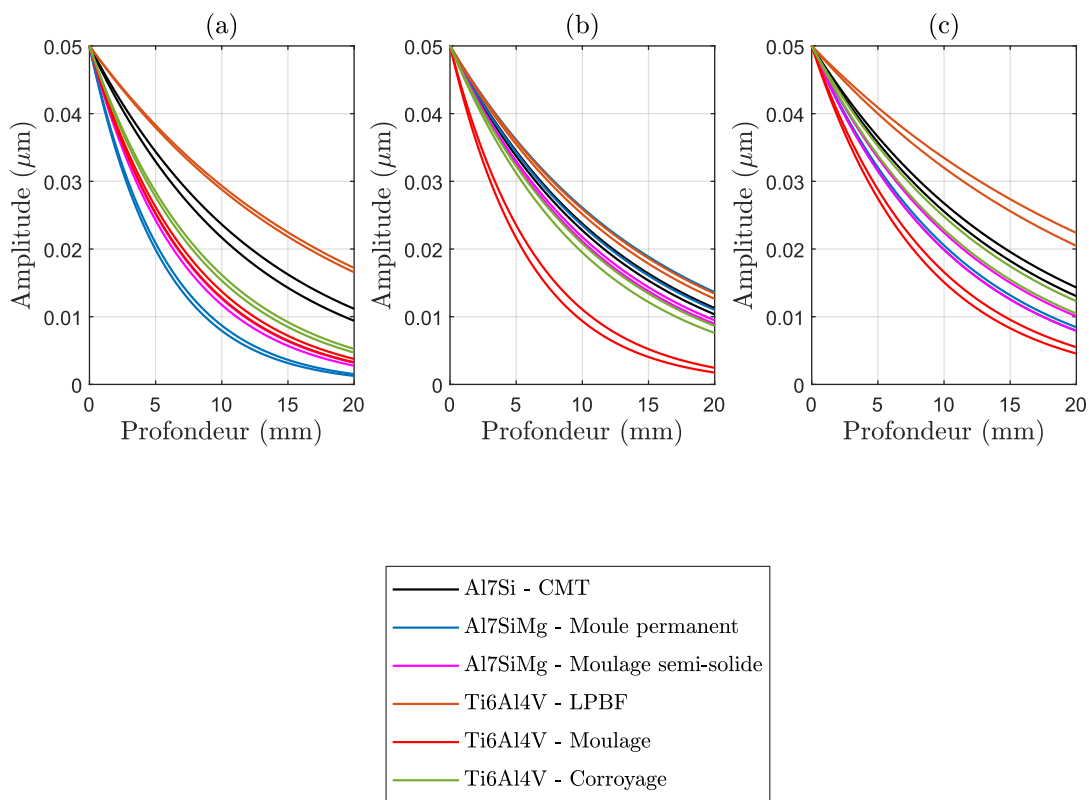 (a) (b) (c)
0.05 0.05 0.05
0.04 0.04 0.04
0.03 0.03 0.03
0.02 0.02 0.02
0.01 0.01 0.01
0 0 0
Amplitude (μm) Amplitude (μm) Amplitude (μm)
0 5 10 15 20 0 5 10 15 20 0 5 10 15 20
Profondeur (mm) Profondeur (mm) Profondeur (mm)
Al7Si - CMT
Al7SiMg - Moule permanent
Al7SiMg - Moulage semi-solide
Ti6Al4V - LPBF
Ti6Al4V - Moulage
Ti6Al4V - Corroyage